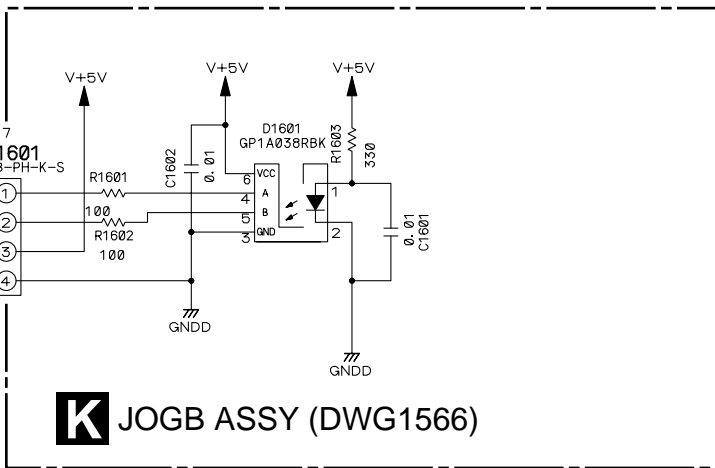 V+5V
V+5V
V+5V
7
1601
B-PH-K-S
D1601
GP1A038RBK
R1603
330
C1602
0.01
R1601
100
R1602
100
VCC
A
B
GND
6
4
5
3
1
2
0.01
C1601
1
2
3
4
GNDD
GNDD
K JOGB ASSY (DWG1566)